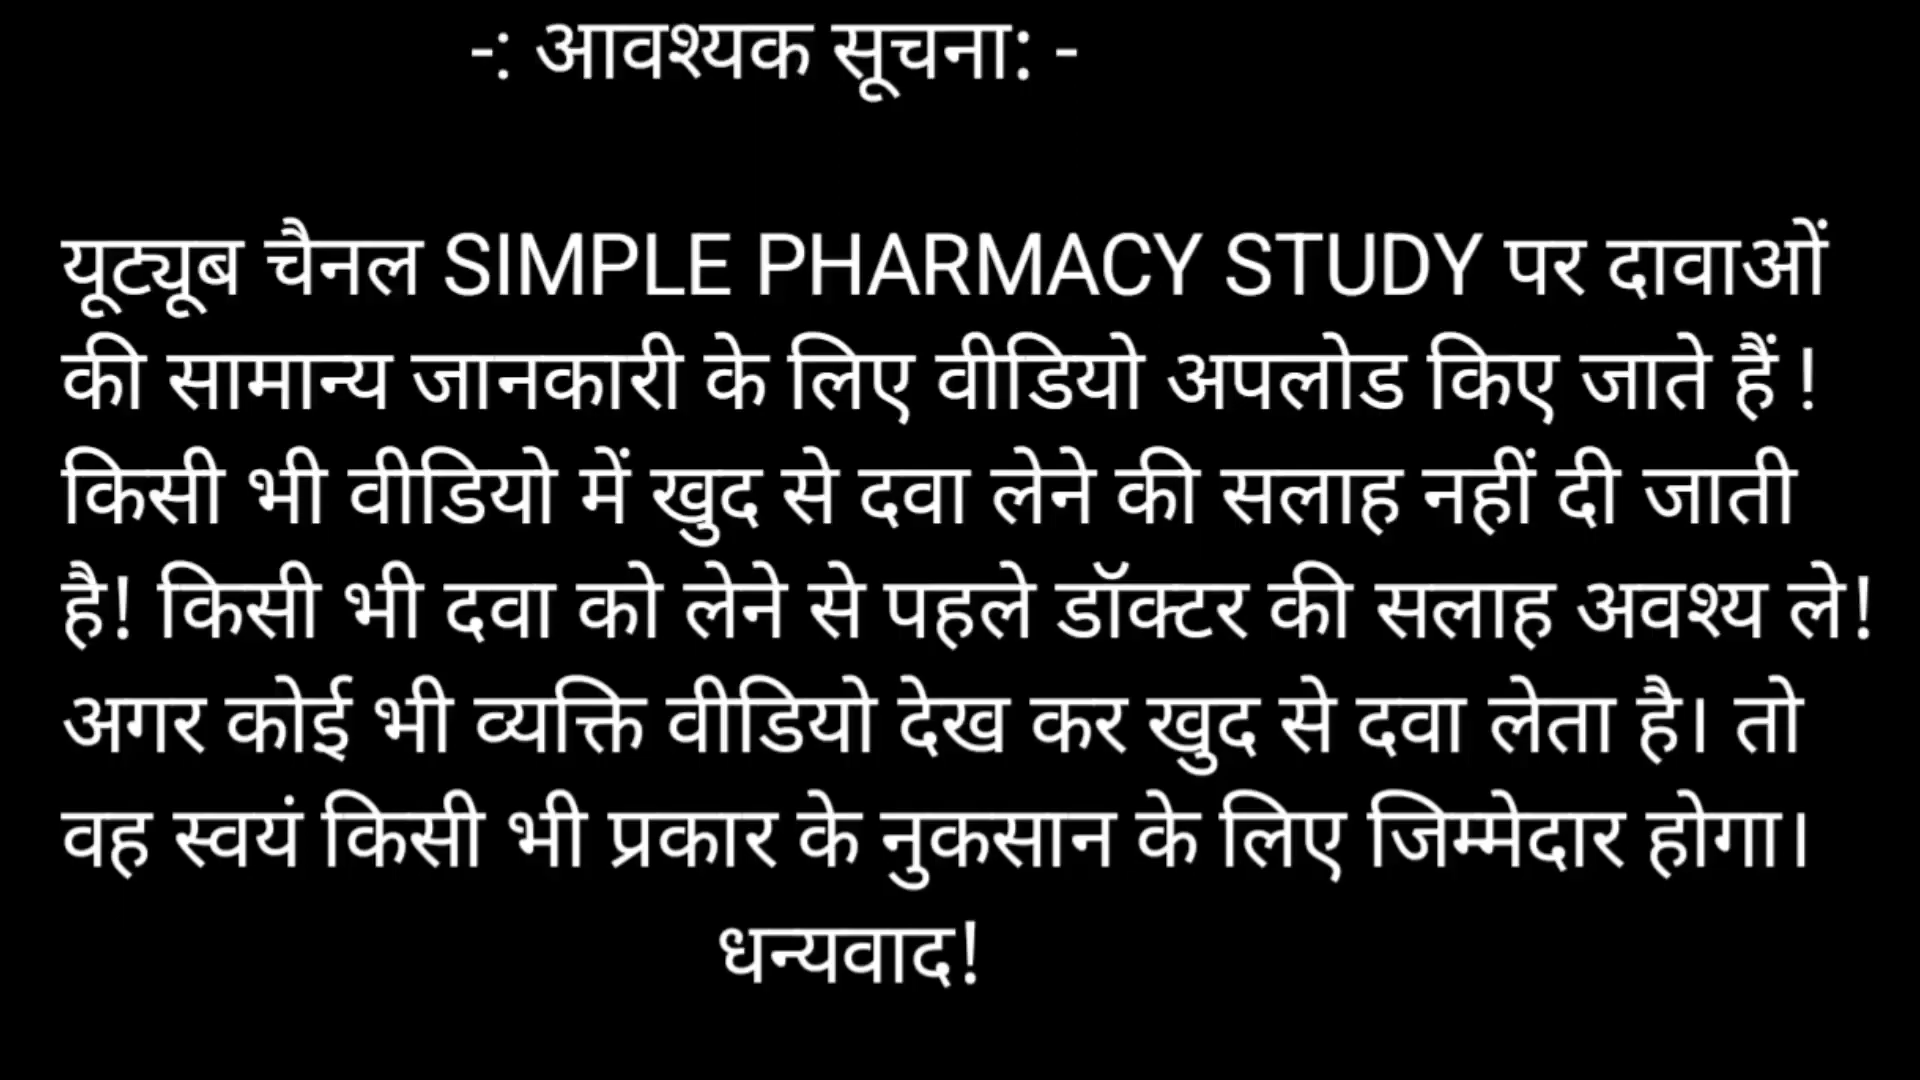 -: आवश्यक सूचना: -
यूट्यूब चैनल SIMPLE PHARMACY STUDY पर दावाओं
की सामान्य जानकारी के लिए वीडियो अपलोड किए जाते हैं !
किसी भी वीडियो में खुद से दवा लेने की सलाह नहीं दी जाती
है! किसी भी दवा को लेने से पहले डॉक्टर की सलाह अवश्य ले!
अगर कोई भी व्यक्ति वीडियो देख कर खुद से दवा लेता है। तो
वह स्वयं किसी भी प्रकार के नुकसान के लिए जिम्मेदार होगा।
धन्यवाद!